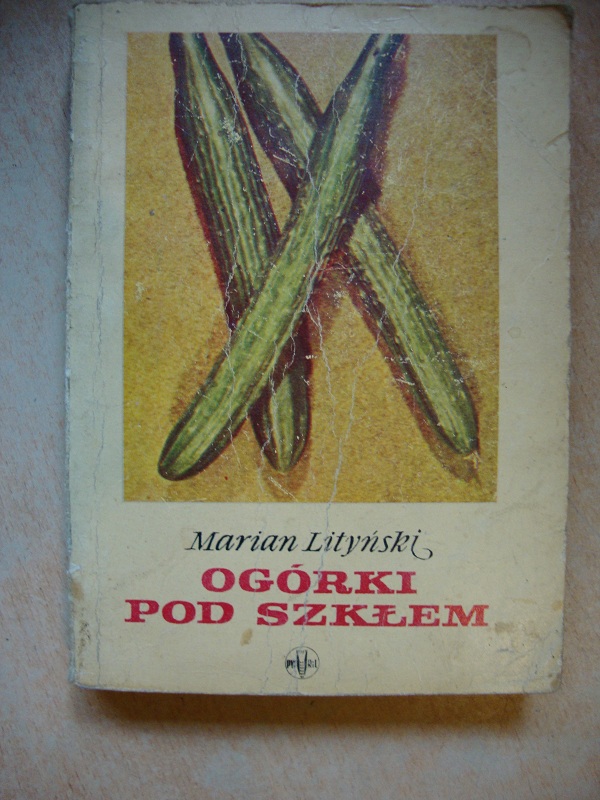 Marian Lityński
OGÓRKI
POD SZKŁEM